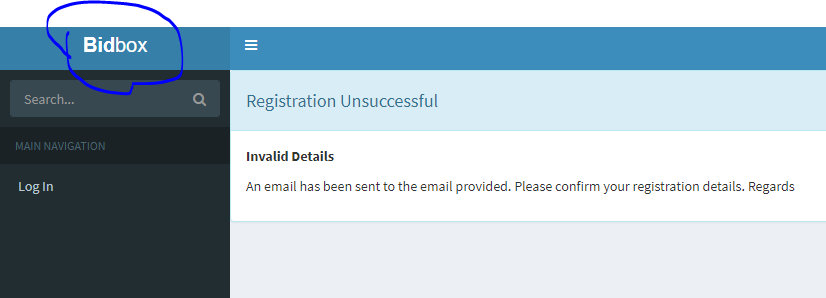 Bidbox
Search...
Registration Unsuccessful
MAIN NAVIGATION
Invalid Details
Log In
An email has been sent to the email provided. Please confirm your registration details. Regards